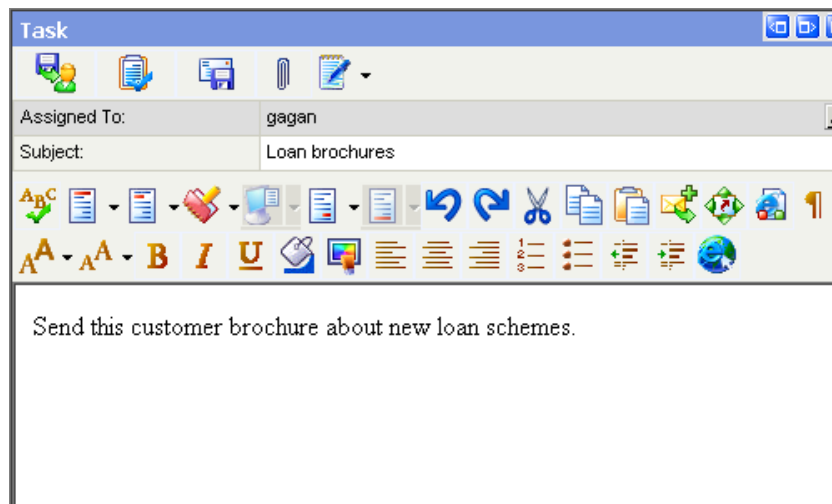 Task
Assigned To: gagan
Subject: Loan brochures
Send this customer brochure about new loan schemes.